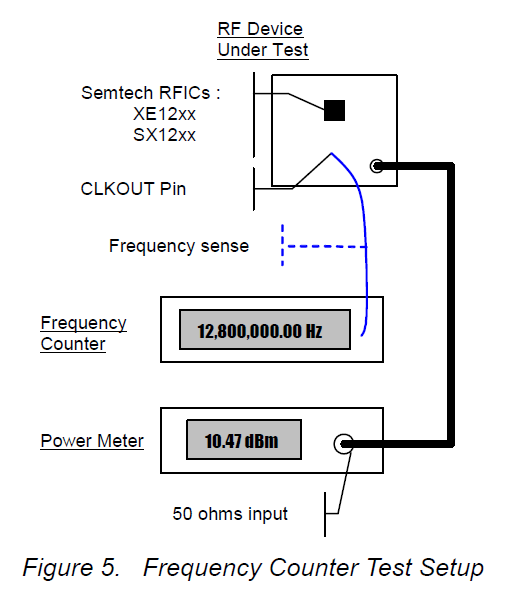 RF Device
Under Test
Semtech RFICs :
XE12xx
SX12xx
CLKOUT Pin
Frequency sense
Frequency
Counter
12,800,000.00 Hz
Power Meter
10.47 dBm
50 ohms input
Figure 5. Frequency Counter Test Setup